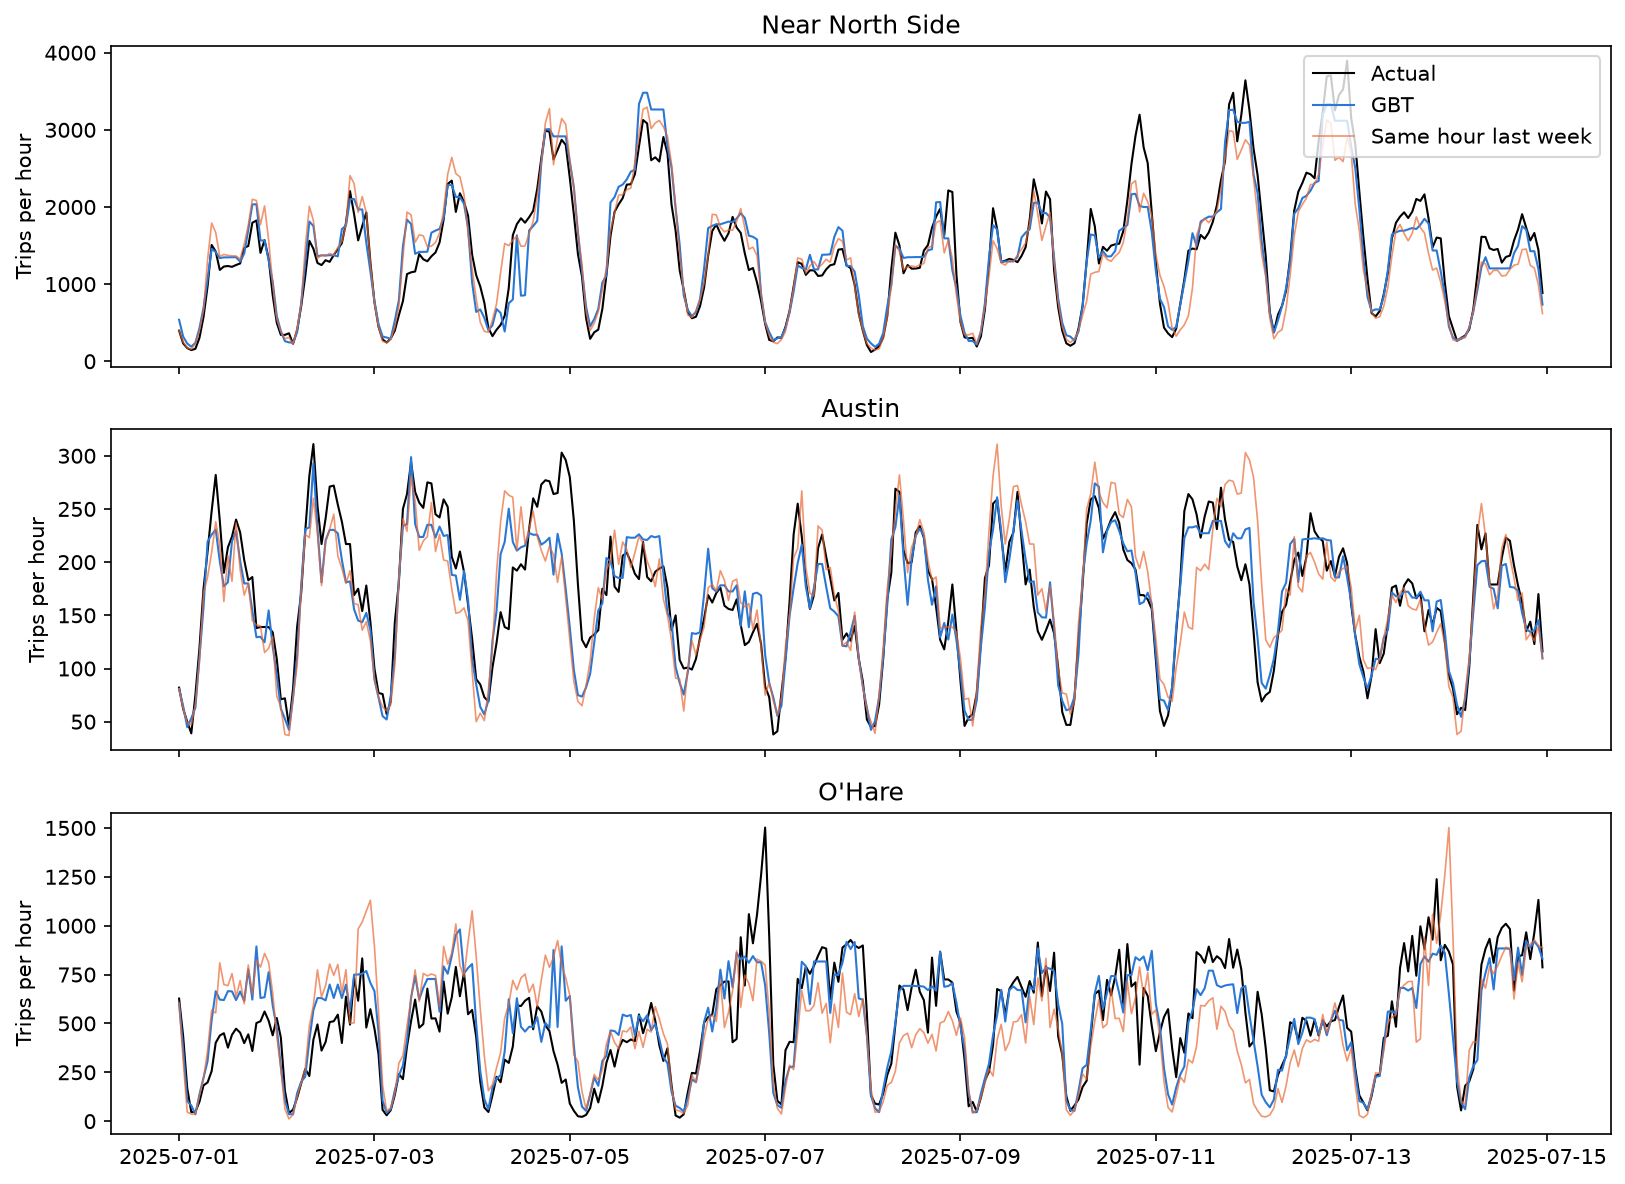 Near North Side
4000
3000
2000
1000
0
Trips per hour
Actual
GBT
Same hour last week
Austin
300
250
200
150
100
50
Trips per hour
O'Hare
1500
1250
1000
750
500
250
0
Trips per hour
2025-07-01 2025-07-03 2025-07-05 2025-07-07 2025-07-09 2025-07-11 2025-07-13 2025-07-15